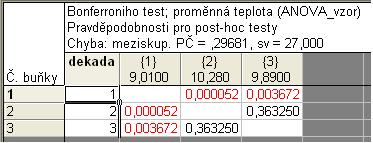 Bonferroniho test; proměnná teplota (ANOVA_vzor)
Pravděpodobnosti pro post-hoc testy
Chyba: meziskup. PČ = ,29681, sv = 27,000
Č. buňky dekada {1} 9,0100 {2} 10,280 {3} 9,8900
1 1 0,000052 0,003672
2 2 0,000052 0,363250
3 3 0,003672 0,363250